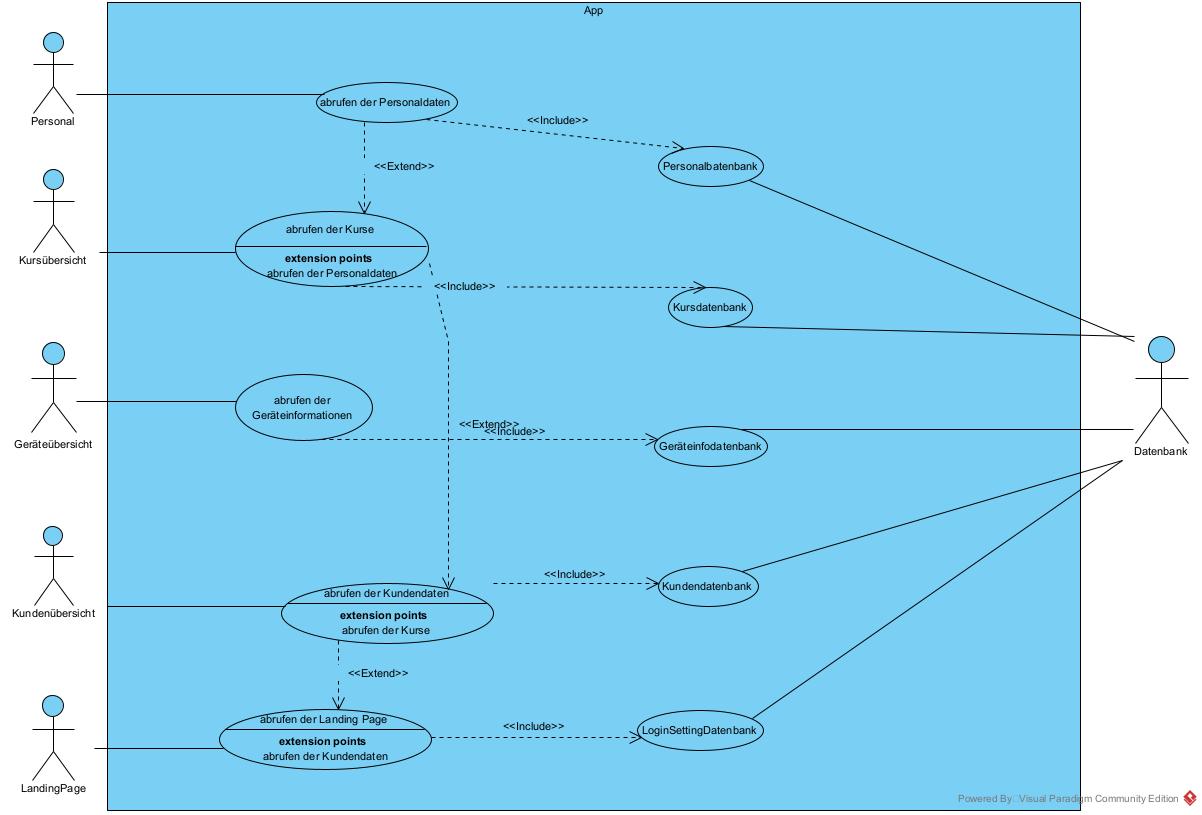 App
Personal
abrufen der Personaldaten
<<Include>>
Personalbatenbank
<<Extend>>
Kursübersicht
abrufen der Kurse
extension points
abrufen der Personaldaten
<<Include>>
Kursdatenbank
Geräteübersicht
abrufen der
Geräteinformationen
<<Extend>>
<<Include>>
Geräteinfodatenbank
Datenbank
Kundenübersicht
abrufen der Kundendaten
extension points
abrufen der Kurse
<<Include>>
Kundendatenbank
<<Extend>>
LandingPage
abrufen der Landing Page
extension points
abrufen der Kundendaten
<<Include>>
LoginSettingDatenbank
Powered By Visual Paradigm Community Edition